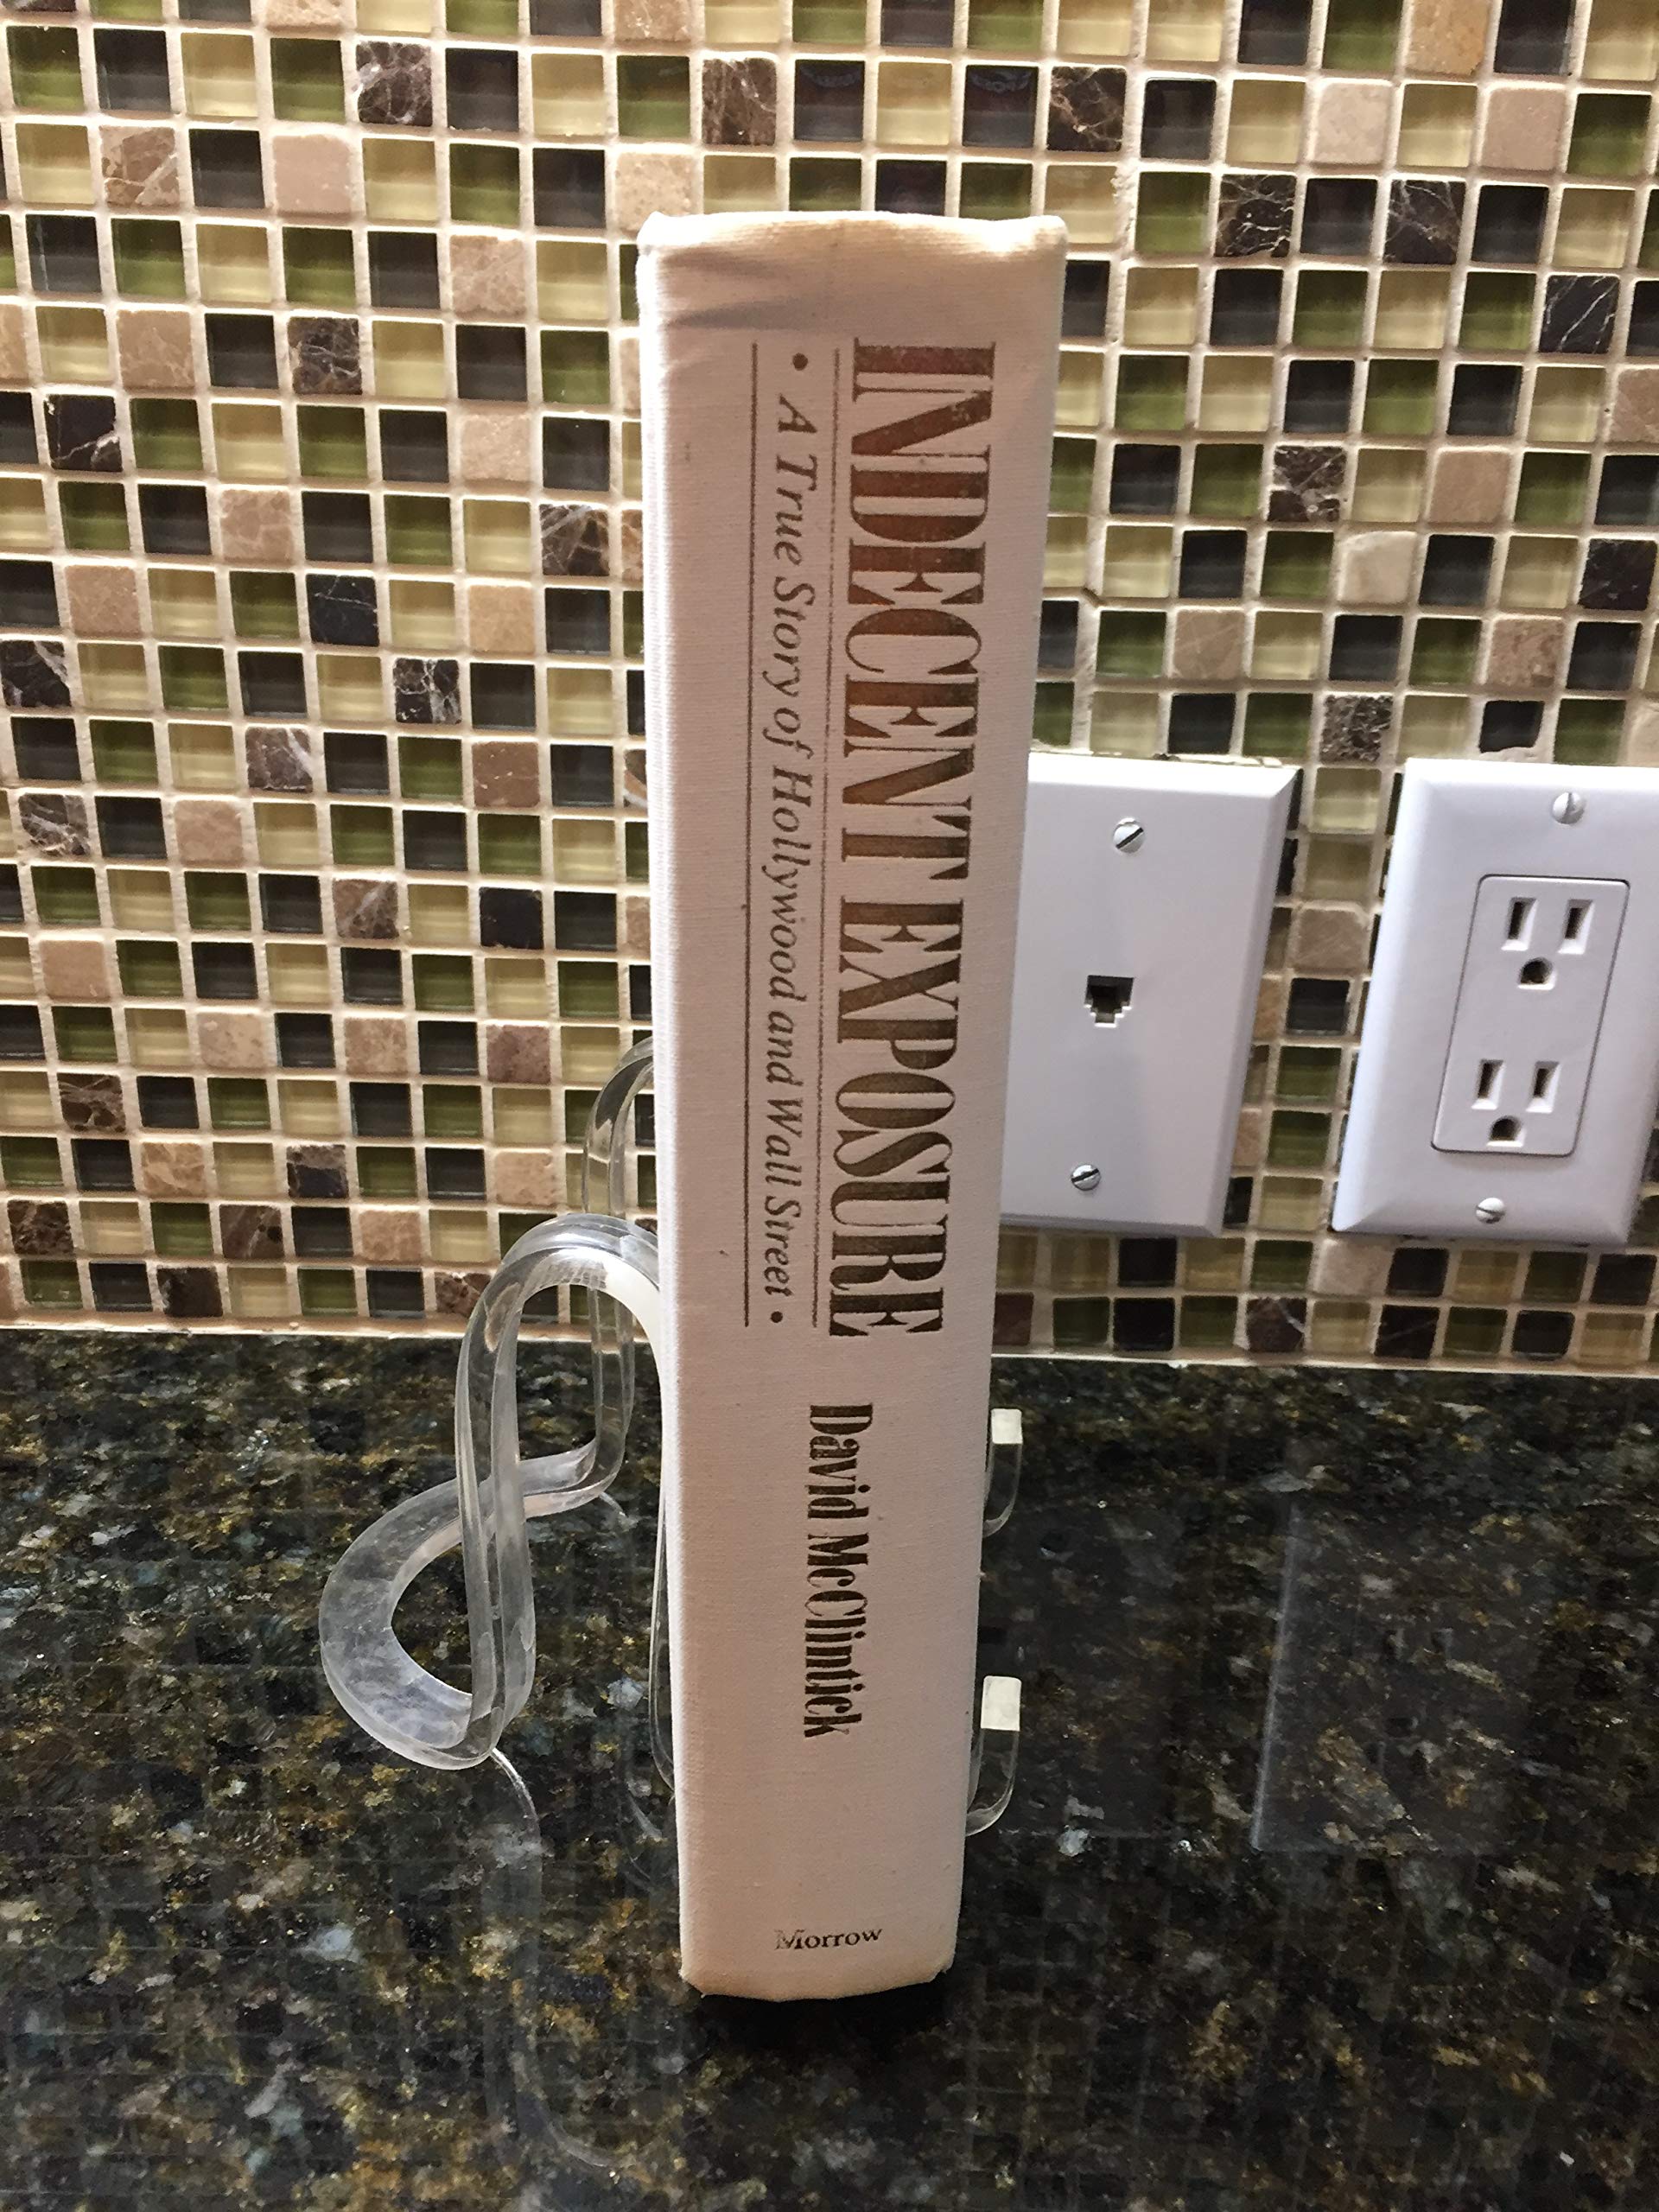 INDECENT EXPOSURE
• A True Story of Hollywood and Wall Street •
David McClintick
Morrow